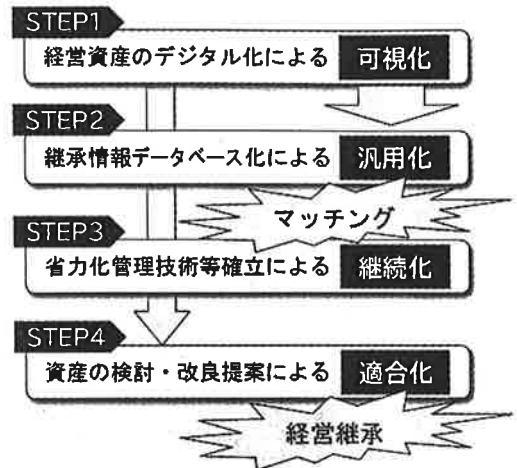 STEP1
経営資産のデジタル化による 可視化
STEP2
継承情報データベース化による 汎用化
マッチング
STEP3
省力化管理技術等確立による 継続化
STEP4
資産の検討・改良提案による 適合化
経営継承